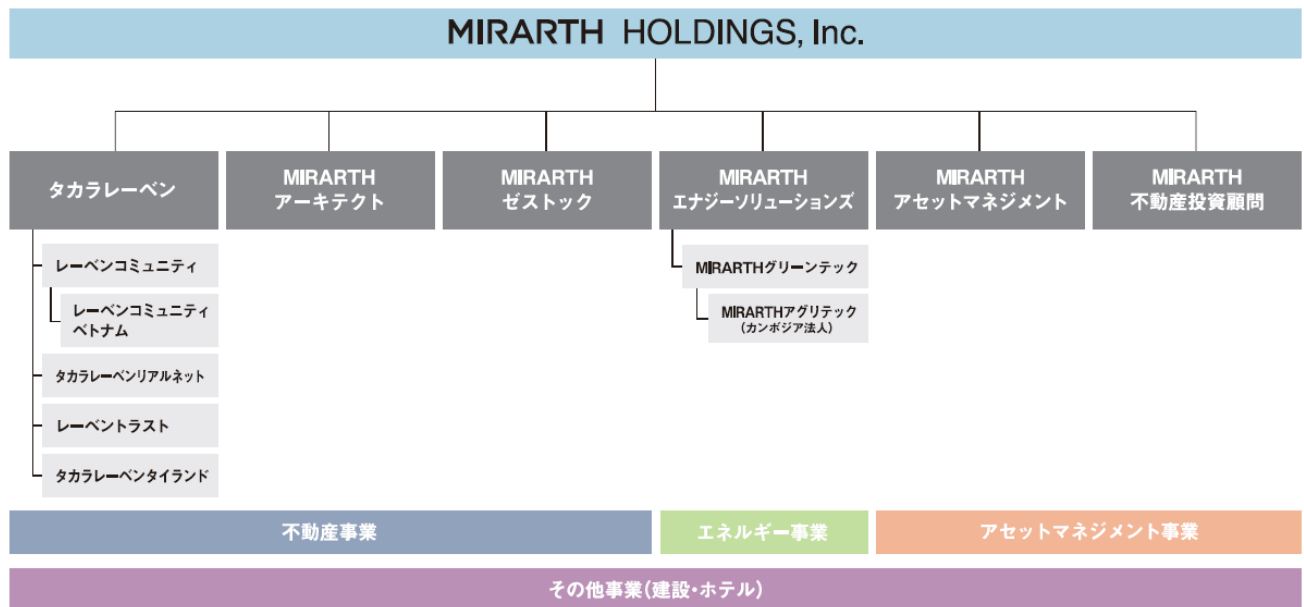 MIRARTH HOLDINGS, Inc.
タカラレーベン
MIRARTH
アーキテクト
MIRARTH
ゼストック
MIRARTH
エナジーソリューションズ
MIRARTH
アセットマネジメント
MIRARTH
不動産投資顧問
レーベンコミュニティ
レーベンコミュニティ
ベトナム
タカラレーベンリアルネット
レーベントラスト
タカラレーベンタイランド
MIRARTHグリーンテック
MIRARTHアグリテック
(カンボジア法人)
不動産事業
エネルギー事業
アセットマネジメント事業
その他事業(建設・ホテル)